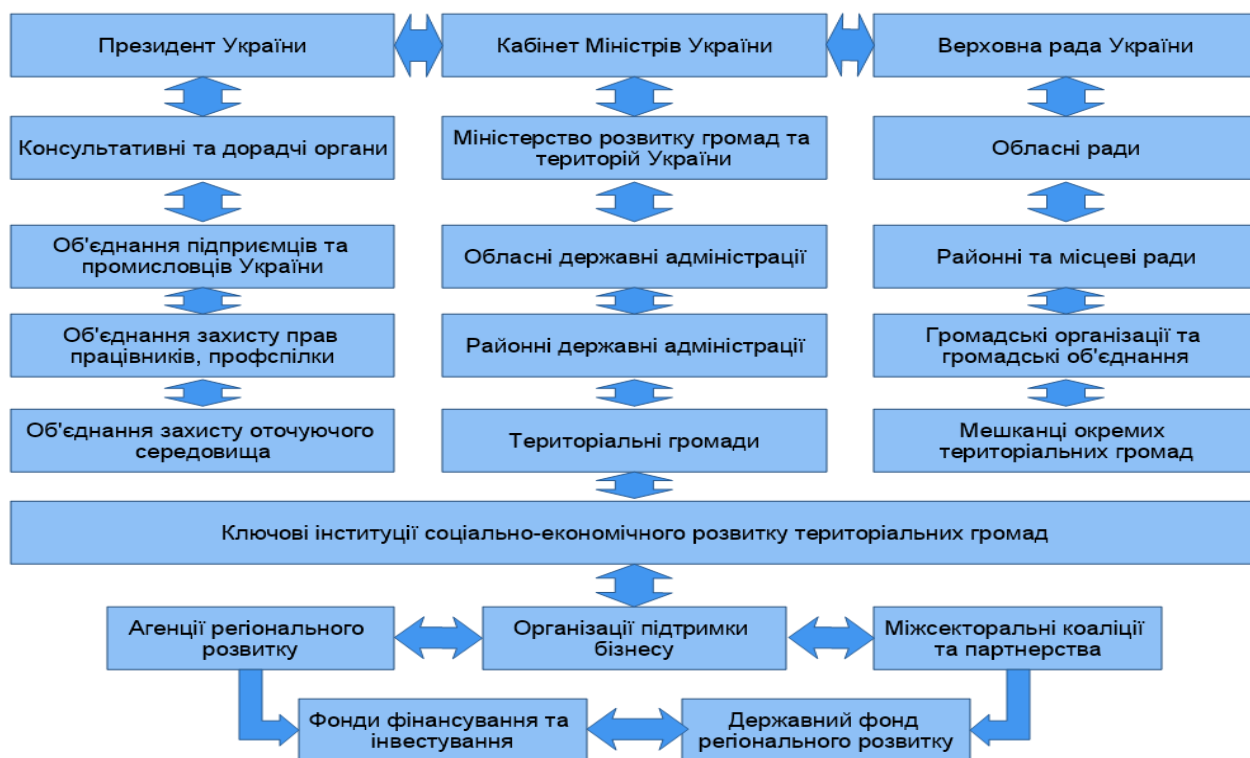 Президент України
Кабінет Міністрів України
Верховна рада України
Консультативні та дорадчі органи
Міністерство розвитку громад та
територій України
Обласні ради
Об'єднання підприємців та
промисловців України
Обласні державні адміністрації
Районні та місцеві ради
Об'єднання захисту прав
працівників, профспілки
Районні державні адміністрації
Громадські організації та
громадські об'єднання
Об'єднання захисту оточуючого
середовища
Територіальні громади
Мешканці окремих
територіальних громад
Ключові інституції соціально-економічного розвитку територіальних громад
Агенції регіонального
розвитку
Організації підтримки
бізнесу
Міжсекторальні коаліції
та партнерства
Фонди фінансування та
інвестування
Державний фонд
регіонального розвитку